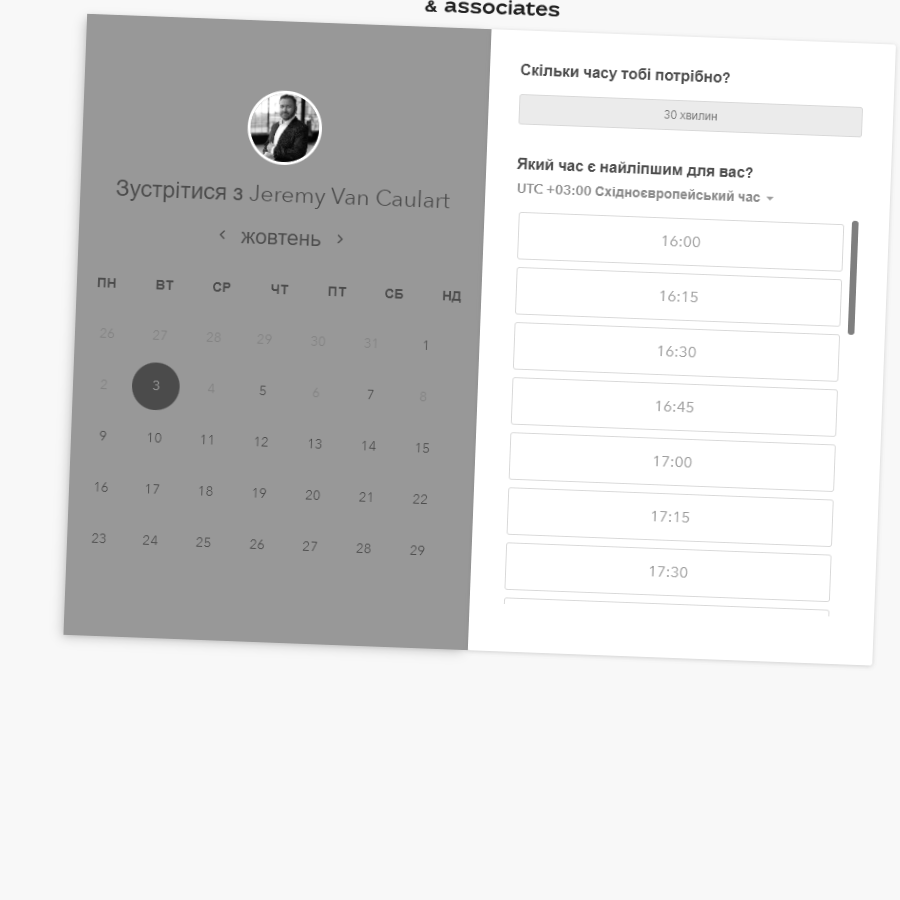 & associates
Зустрітися з Jeremy Van Caulart
жовтень
ПН ВТ СР ЧТ ПТ СБ НД
26 27 28 29 30 31 1
2 3 4 5 6 7 8
9 10 11 12 13 14 15
16 17 18 19 20 21 22
23 24 25 26 27 28 29
Скільки часу тобі потрібно?
30 хвилин
Який час є найліпшим для вас?
UTC +03:00 Східноєвропейський час
16:00
16:15
16:30
16:45
17:00
17:15
17:30